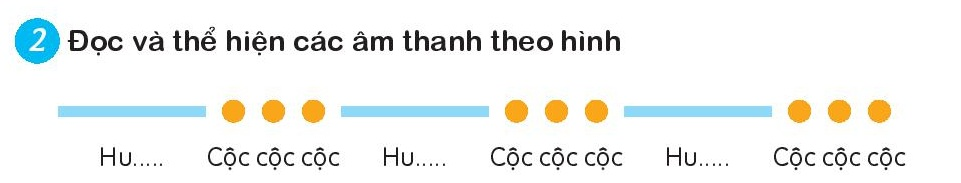 2 Đọc và thể hiện các âm thanh theo hình
Hu..... Cộc cộc cộc Hu..... Cộc cộc cộc Hu..... Cộc cộc cộc